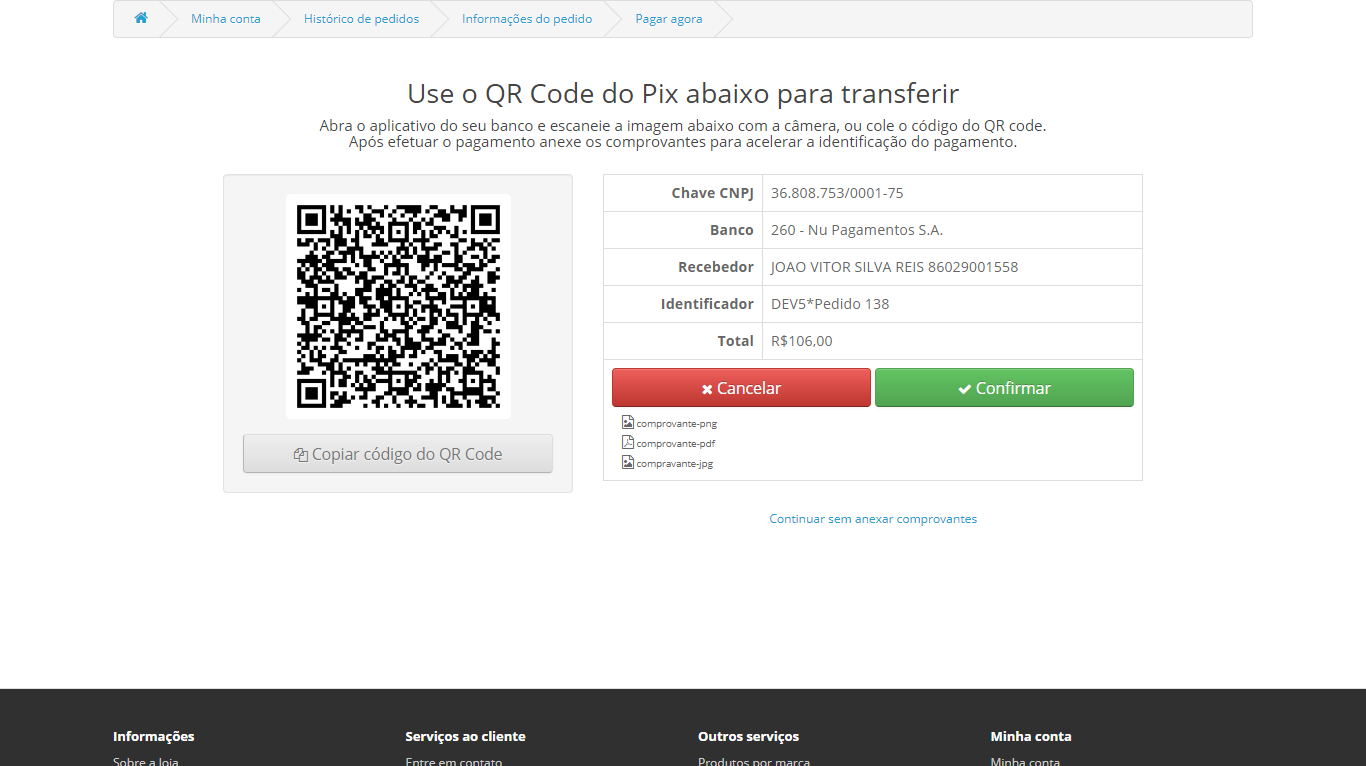 Minha conta
Histórico de pedidos
Informações do pedido
Pagar agora
Use o QR Code do Pix abaixo para transferir
Abra o aplicativo do seu banco e escaneie a imagem abaixo com a câmera, ou cole o código do QR code.
Após efetuar o pagamento anexe os comprovantes para acelerar a identificação do pagamento.
Copiar código do QR Code
Chave CNPJ 36.808.753/0001-75
Banco 260 - Nu Pagamentos S.A.
Recebedor JOAO VITOR SILVA REIS 86029001558
Identificador DEV5*Pedido 138
Total R$106,00
Cancelar Confirmar
comprovante-png
comprovante-pdf
compravante-jpg
Continuar sem anexar comprovantes
Informações Serviços ao cliente Outros serviços Minha conta
Sobre a loja Entre em contato Produtos por marca Minha conta